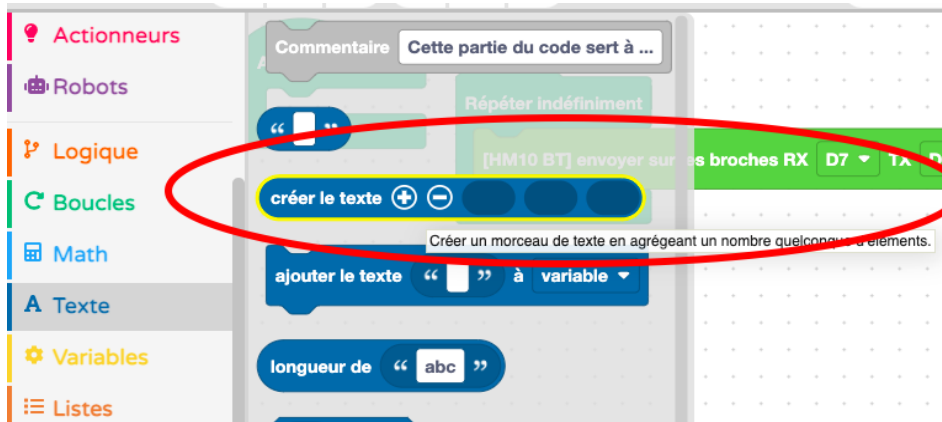 Actionneurs
Robots
Logique
Boucles
Math
Texte
Variables
Listes
Commentaire Cette partie du code sert à ...
Répéter indéfiniment
“ ”
[HM10 BT] envoyer sur les broches RX D7 TX D
créer le texte
Créer un morceau de texte en agrégeant un nombre quelconque d'éléments.
ajouter le texte “ ” à variable
longueur de “ abc ”